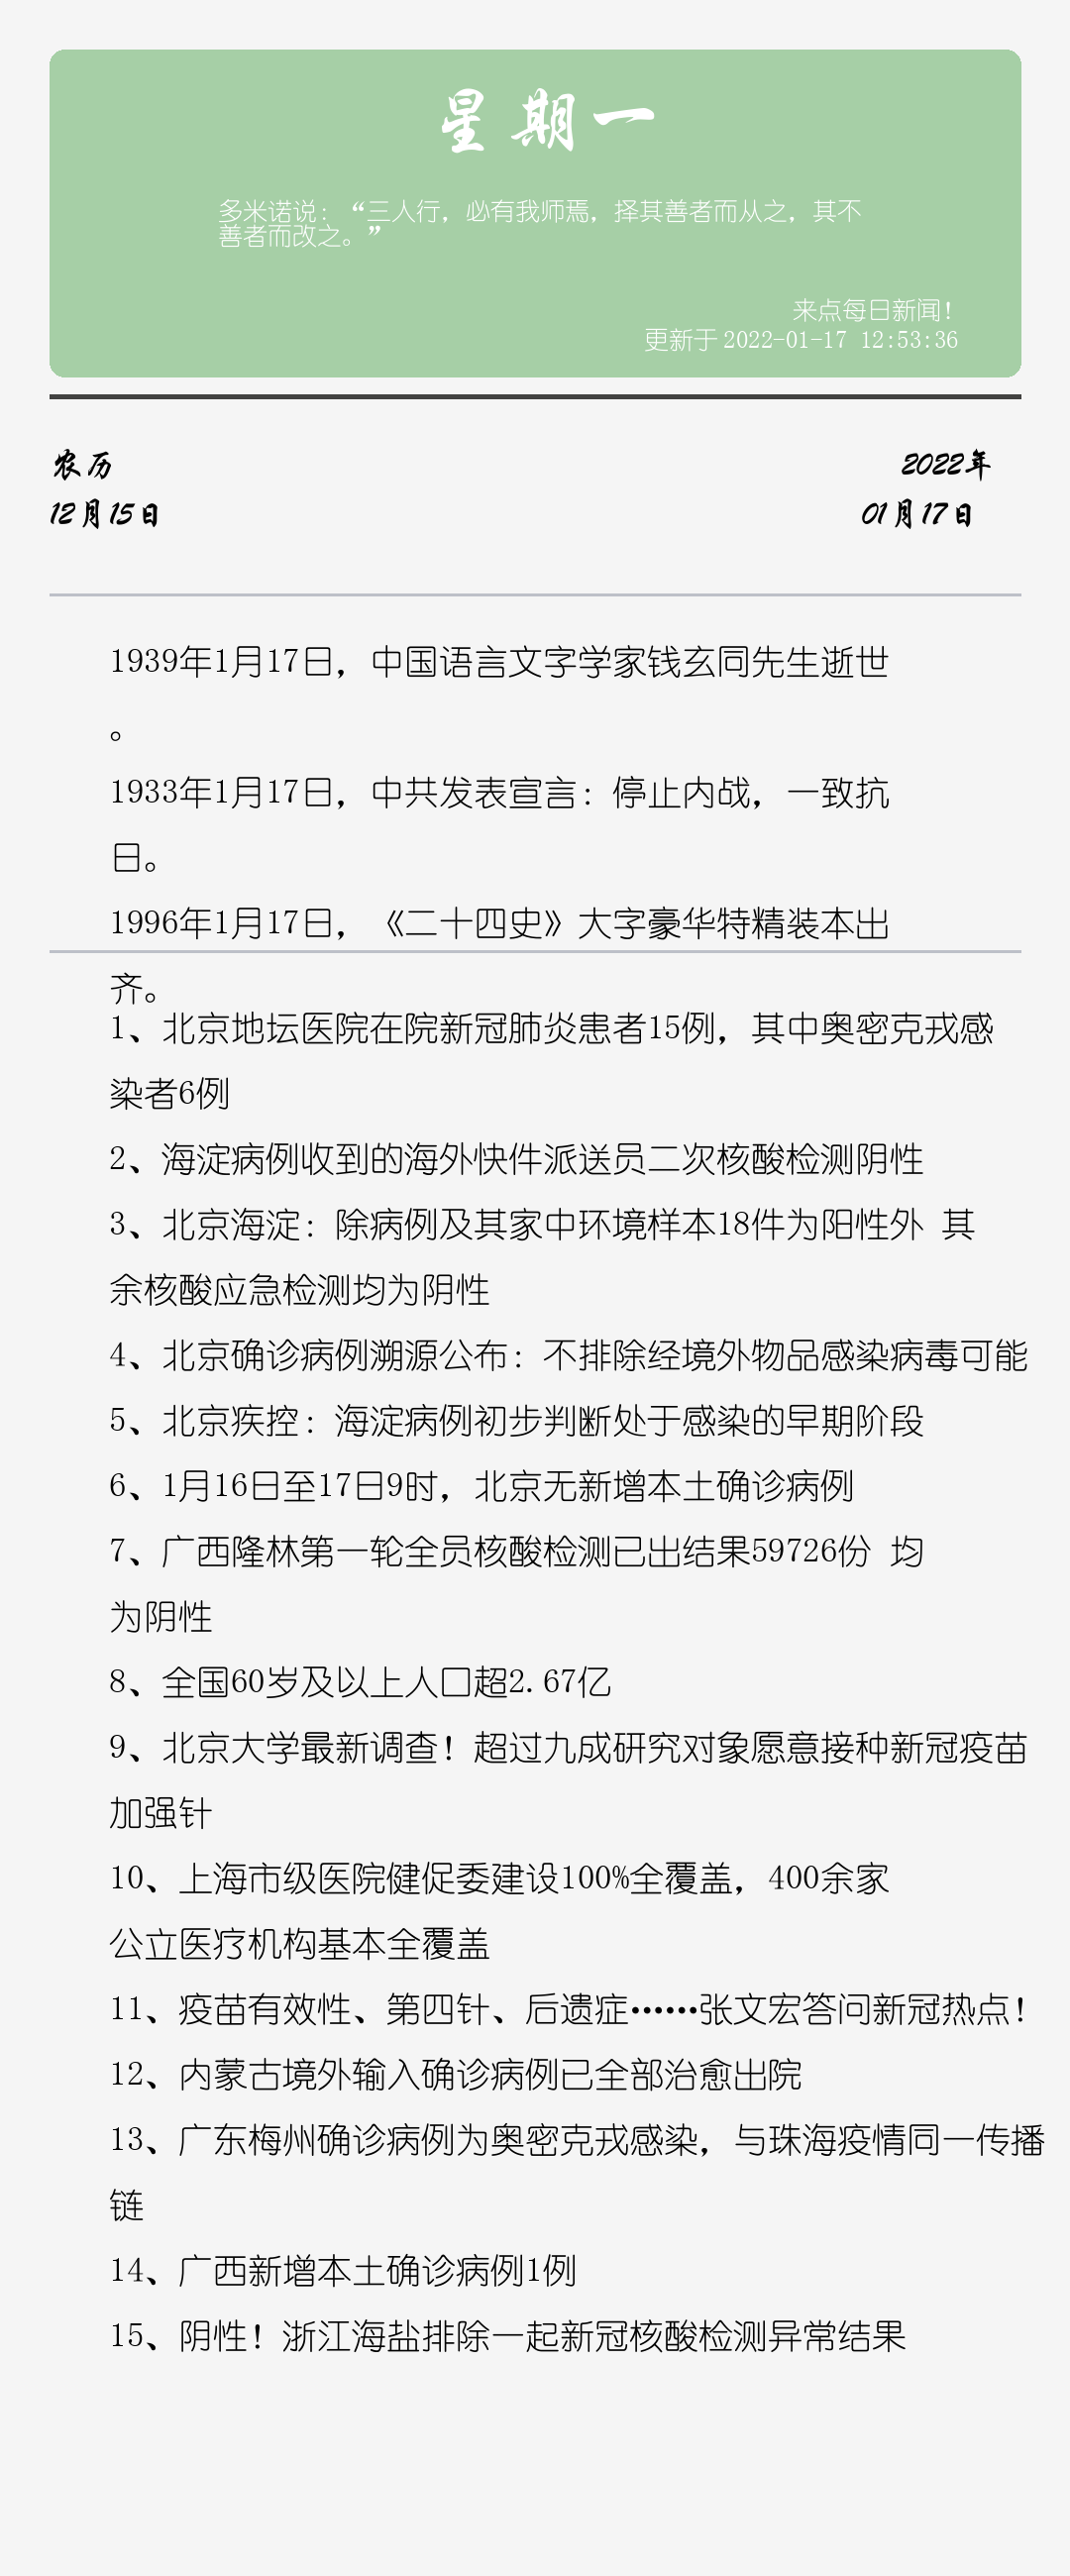 星期一
多米诺说：“三人行，必有我师焉，择其善者而从之，其不
善者而改之。”
来点每日新闻！
更新于2022-01-17 12:53:36
农历
2022年
12月15日
01月17日
1939年1月17日，中国语言文字学家钱玄同先生逝世
。
1933年1月17日，中共发表宣言：停止内战，一致抗
日。
1996年1月17日，《二十四史》大字豪华特精装本出
齐。
1、北京地坛医院在院新冠肺炎患者15例，其中奥密克戎感
染者6例
2、海淀病例收到的海外快件派送员二次核酸检测阴性
3、北京海淀：除病例及其家中环境样本18件为阳性外 其
余核酸应急检测均为阴性
4、北京确诊病例溯源公布：不排除经境外物品感染病毒可能
5、北京疾控：海淀病例初步判断处于感染的早期阶段
6、1月16日至17日9时，北京无新增本土确诊病例
7、广西隆林第一轮全员核酸检测已出结果59726份 均
为阴性
8、全国60岁及以上人口超2.67亿
9、北京大学最新调查！超过九成研究对象愿意接种新冠疫苗
加强针
10、上海市级医院健促委建设100%全覆盖，400余家
公立医疗机构基本全覆盖
11、疫苗有效性、第四针、后遗症……张文宏答问新冠热点！
12、内蒙古境外输入确诊病例已全部治愈出院
13、广东梅州确诊病例为奥密克戎感染，与珠海疫情同一传播
链
14、广西新增本土确诊病例1例
15、阴性！浙江海盐排除一起新冠核酸检测异常结果